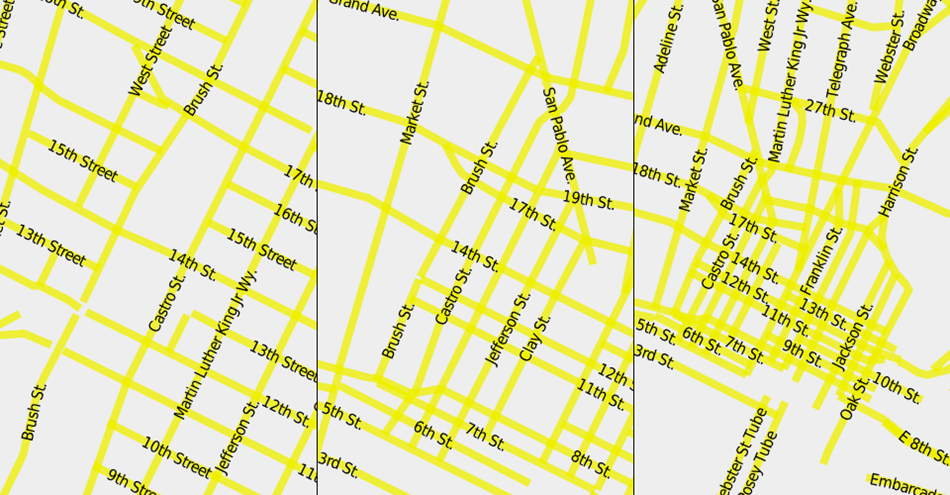 West Street
Brush St.
15th Street
17th
16th St.
13th Street
14th St.
15th Street
Castro St.
Martin Luther King Jr Wy.
13th Street
Brush St.
12th St.
Jefferson St.
10th Street
9th
Grand Ave.
18th St.
Market St.
San Pablo Ave.
Brush St.
19th St.
17th St.
14th St.
Castro St.
Brush St.
Jefferson St.
Clay St.
12th
11th St.
5th St.
6th St.
7th St.
8th St.
3rd St.
Adeline St.
San Pablo Ave.
West St.
Martin Luther King Jr Wy.
Telegraph Ave.
Webster St.
Broadway
27th St.
Ave.
18th St.
Market St.
Brush St.
Harrison St.
17th St.
Castro St.
14th St.
Franklin St.
12th St.
13th St.
11th St.
Jackson St.
5th St.
6th St.
7th St.
9th St.
3rd St.
10th St.
Oak St.
Webster St Tube
Posey Tube
E 8th St.